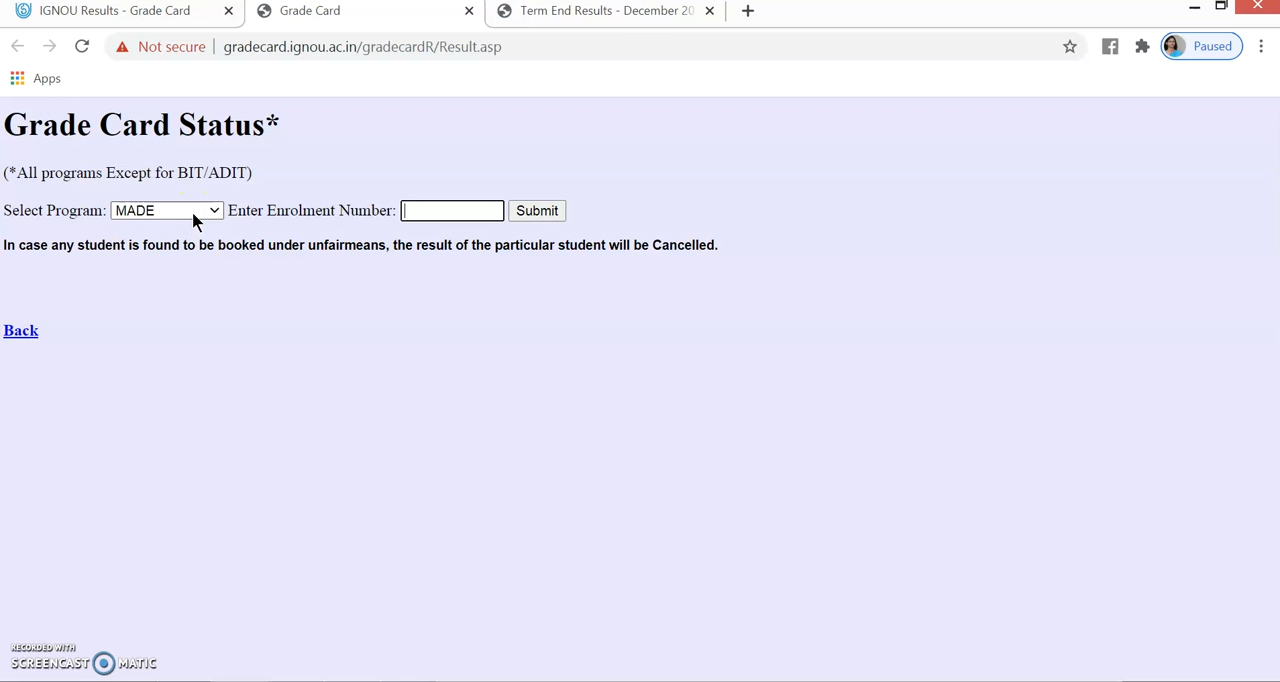 IGNOU Results - Grade Card
Grade Card
Term End Results - December 20
Not secure | gradecard.ignou.ac.in/gradecardR/Result.asp
Paused
Apps
Grade Card Status*
(*All programs Except for BIT/ADIT)
Select Program: MADE Enter Enrolment Number: Submit
In case any student is found to be booked under unfairmeans, the result of the particular student will be Cancelled.
Back
RECORDED WITH
SCREENCAST MATIC